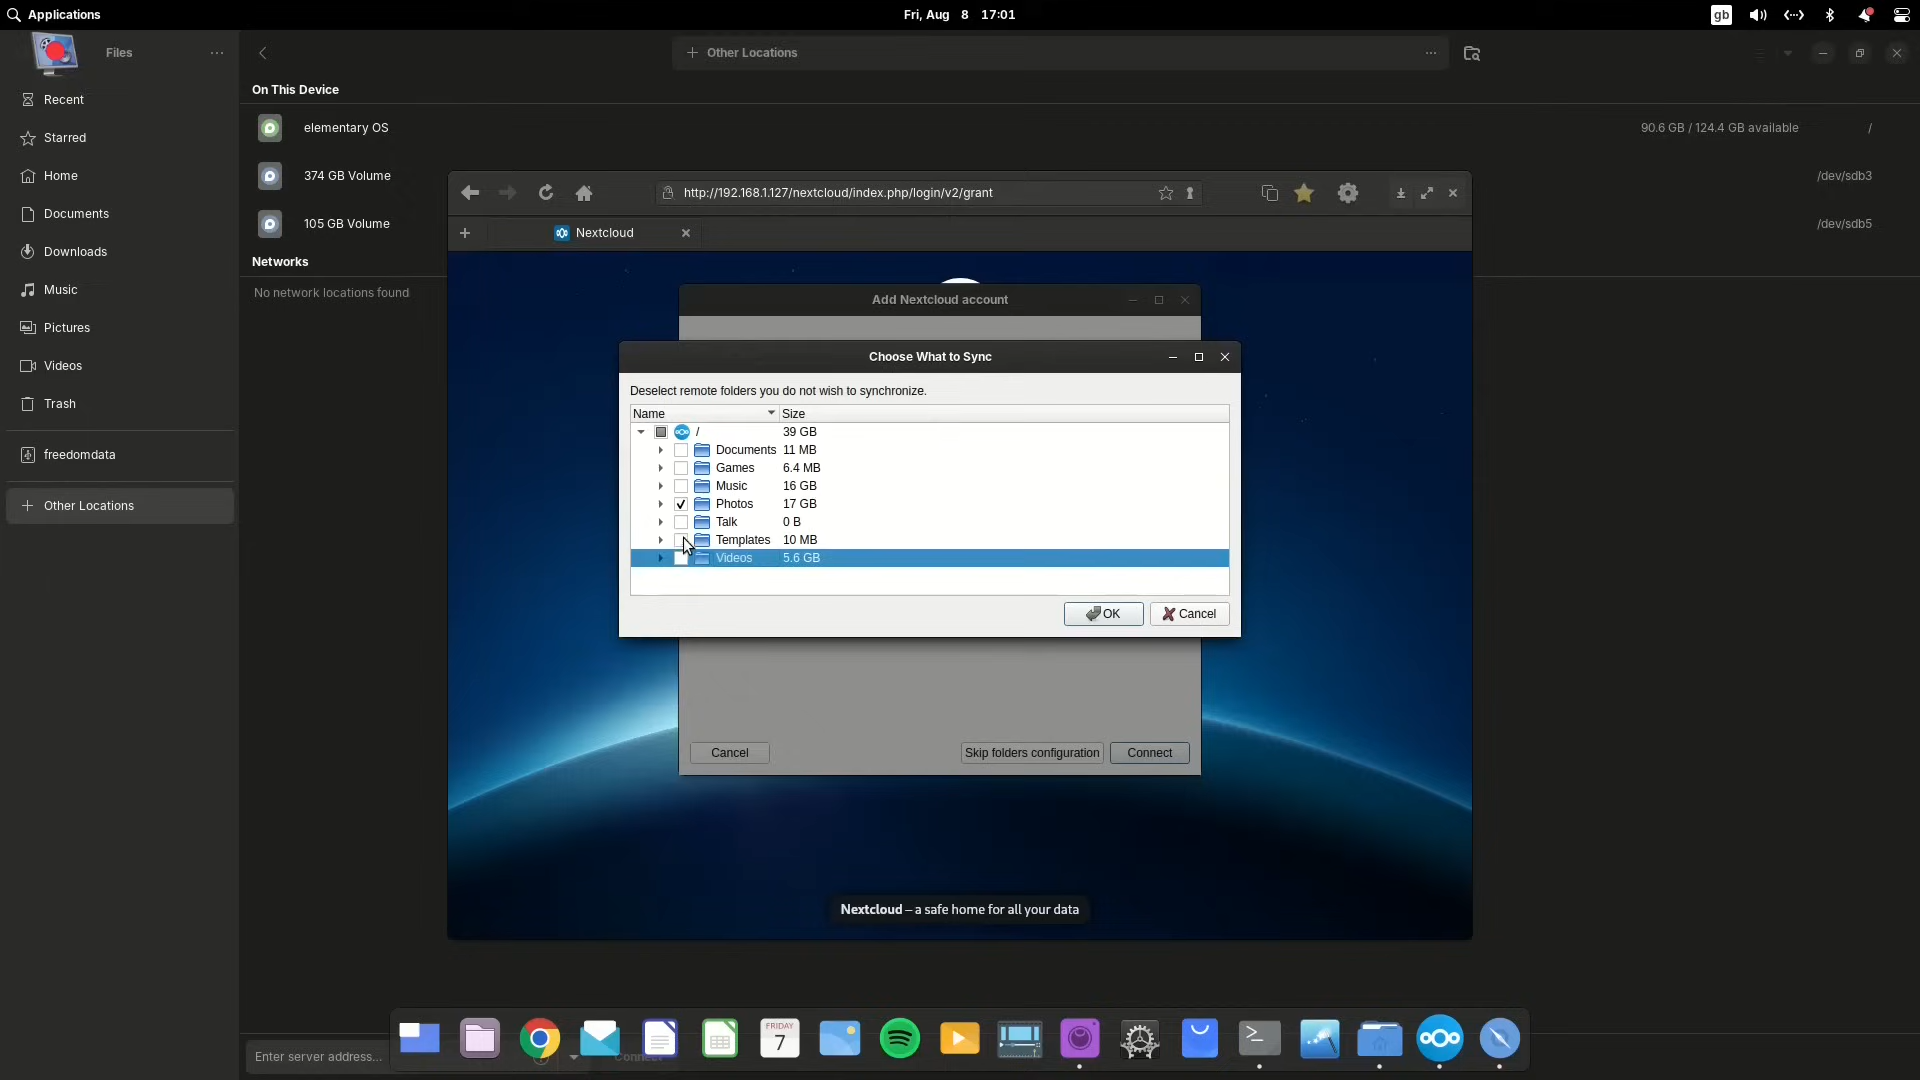 Applications
Fri, Aug 8 17:01
gb
Files
Other Locations
Recent
Starred
Home
Documents
Downloads
Music
Pictures
Videos
Trash
freedomdata
Other Locations
On This Device
elementary OS
90.6 GB / 124.4 GB available
/
374 GB Volume
/dev/sdb3
105 GB Volume
/dev/sdb5
Networks
No network locations found
http://192.168.1.127/nextcloud/index.php/login/v2/grant
Nextcloud
Add Nextcloud account
Choose What to Sync
Deselect remote folders you do not wish to synchronize.
Name Size
/ 39 GB
Documents 11 MB
Games 6.4 MB
Music 16 GB
Photos 17 GB
Talk 0 B
Templates 10 MB
Videos 5.6 GB
OK Cancel
Cancel Skip folders configuration Connect
Nextcloud – a safe home for all your data
Enter server address...
Connect
FRIDAY
7